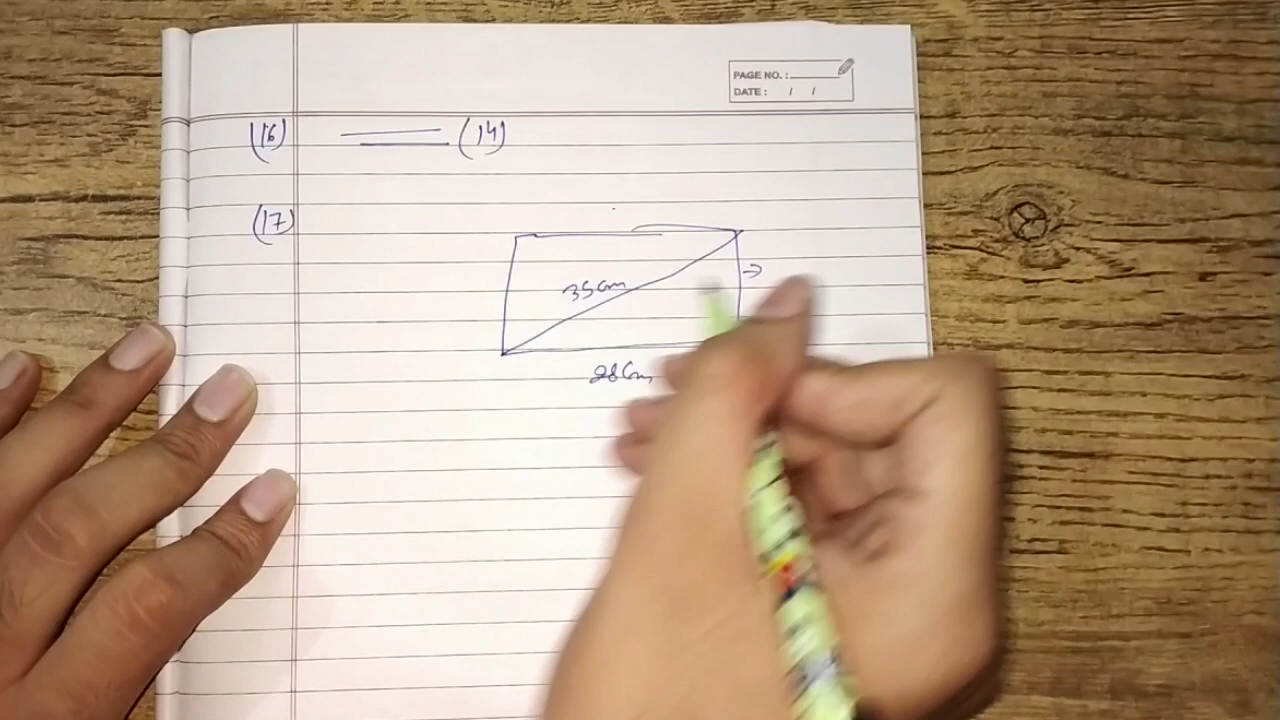 PAGE NO. :
DATE : / /
(16) (14)
(17)
35cm
28cm